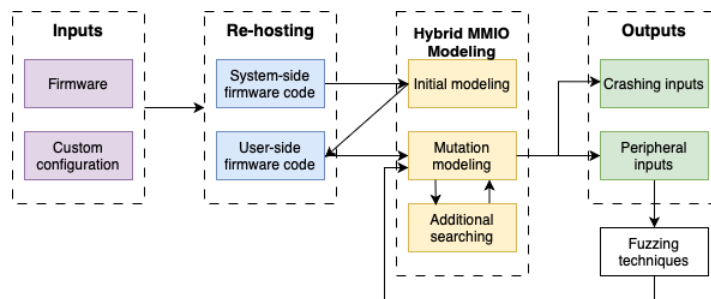 Inputs
Firmware
Custom
configuration
Re-hosting
System-side
firmware code
User-side
firmware code
Hybrid MMIO
Modeling
Initial modeling
Mutation
modeling
Additional
searching
Outputs
Crashing inputs
Peripheral
inputs
Fuzzing
techniques